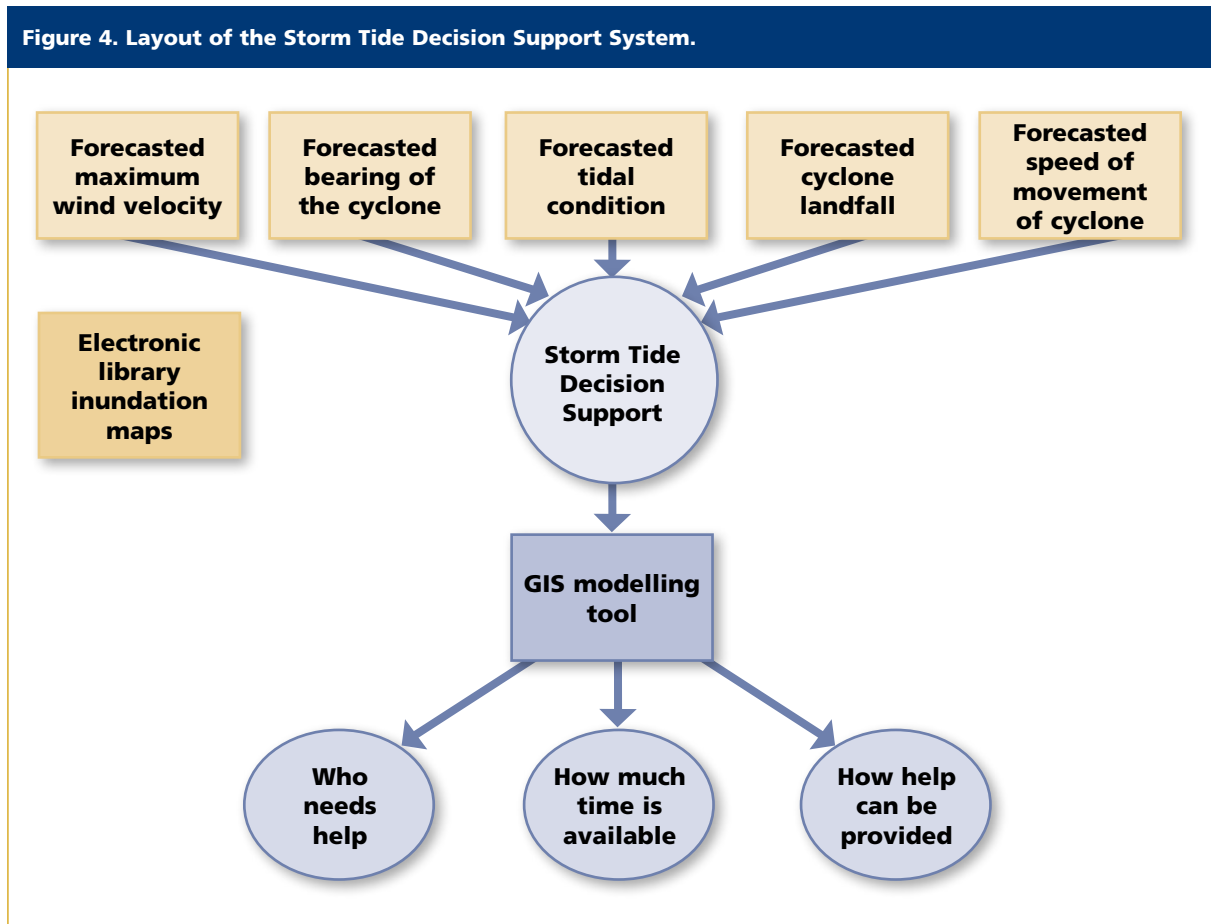 Figure 4. Layout of the Storm Tide Decision Support System.
Forecasted
maximum
wind velocity
Forecasted
bearing of
the cyclone
Forecasted
tidal
condition
Forecasted
cyclone
landfall
Forecasted
speed of
movement
of cyclone
Electronic
library
inundation
maps
Storm Tide
Decision
Support
GIS modelling
tool
Who
needs
help
How much
time is
available
How help
can be
provided